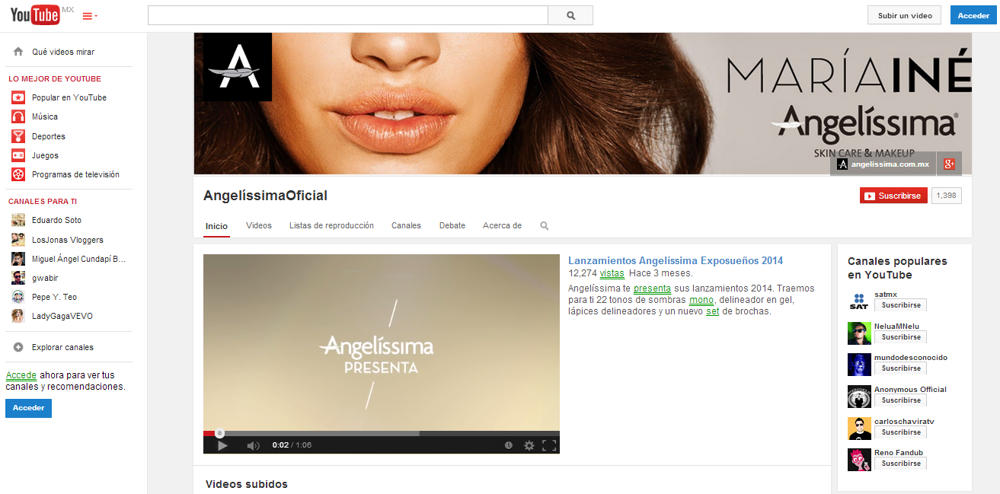 YouTube MX
Subir un video
Acceder
Qué videos mirar
LO MEJOR DE YOUTUBE
Popular en YouTube
Música
Deportes
Juegos
Programas de televisión
CANALES PARA TI
Eduardo Soto
LosJonas Vloggers
Miguel Ángel Cundapí B...
gwabir
Pepe Y. Teo
LadyGagaVEVO
Explorar canales
Accede ahora para ver tus
canales y recomendaciones.
Acceder
A
MARÍAINÉ
Angelíssima®
SKIN CARE & MAKEUP
A angelissima.com.mx
g+
AngelíssimaOficial
Suscribirse
1,398
Inicio
Videos
Listas de reproducción
Canales
Debate
Acerca de
Angelíssima
PRESENTA
0:02 / 1:06
Lanzamientos Angelíssima Exposueños 2014
12,274 vistas Hace 3 meses.
Angelíssima te presenta sus lanzamientos 2014. Traemos
para ti 22 tonos de sombras mono, delineador en gel,
lápices delineadores y un nuevo set de brochas.
Videos subidos
Canales populares
en YouTube
SAT
satmx
Suscribirse
NeluaMNelu
Suscribirse
mundodesconocido
Suscribirse
Anonymous Official
Suscribirse
carloschaviratv
Suscribirse
Reno Fandub
Suscribirse